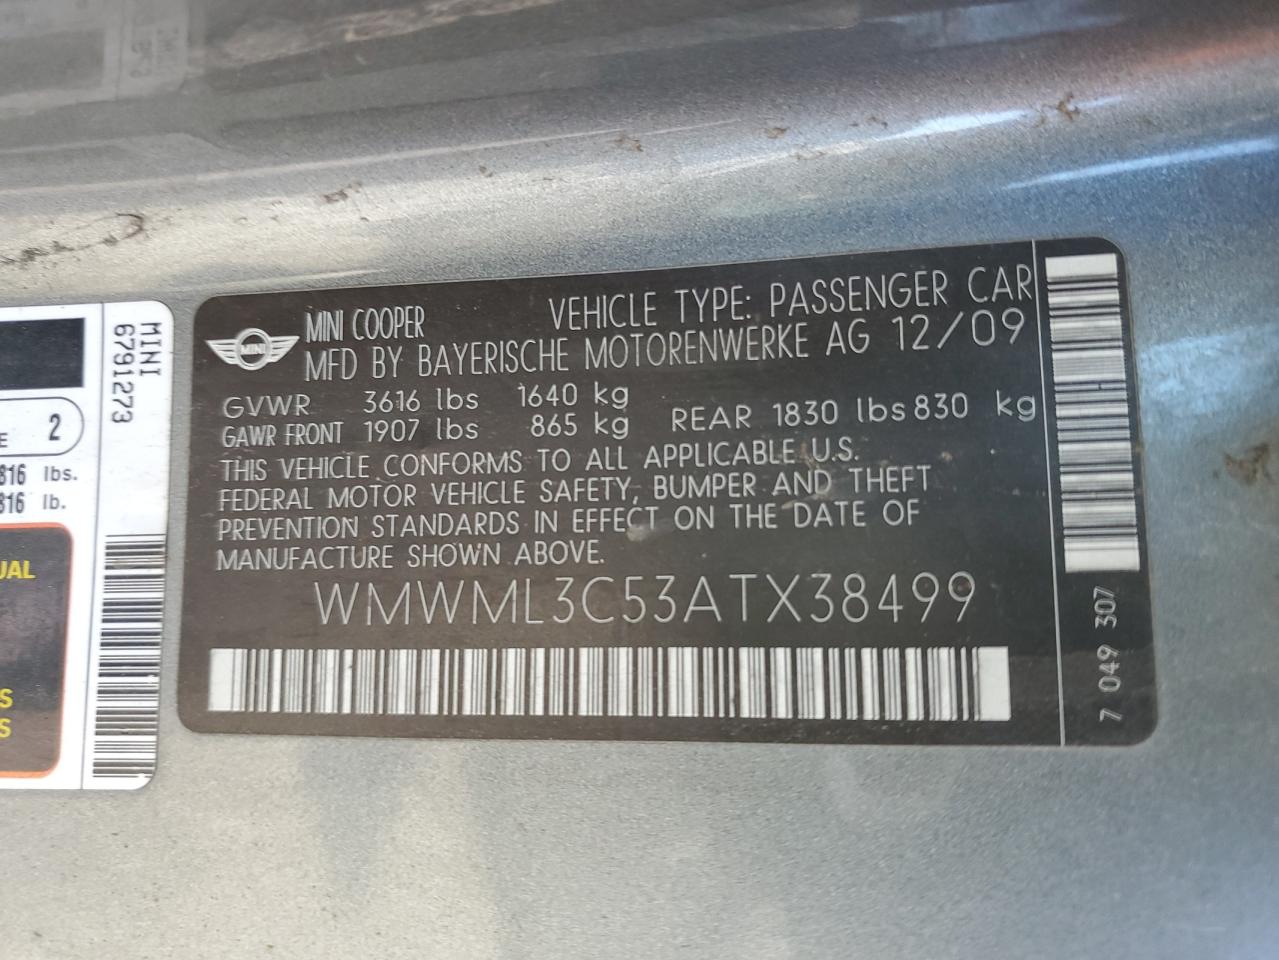 MINI COOPER VEHICLE TYPE: PASSENGER CAR
MFD BY BAYERISCHE MOTORENWERKE AG 12/09
MINI
GVWR 3616 lbs 1640 kg
GAWR FRONT 1907 lbs 865 kg REAR 1830 lbs 830 kg
THIS VEHICLE CONFORMS TO ALL APPLICABLE U.S.
FEDERAL MOTOR VEHICLE SAFETY, BUMPER AND THEFT
PREVENTION STANDARDS IN EFFECT ON THE DATE OF
MANUFACTURE SHOWN ABOVE.
WMWML3C53ATX38499
7 049 307
MINI
6791273
E 2
816 lbs.
816 lb.
UAL
S
S